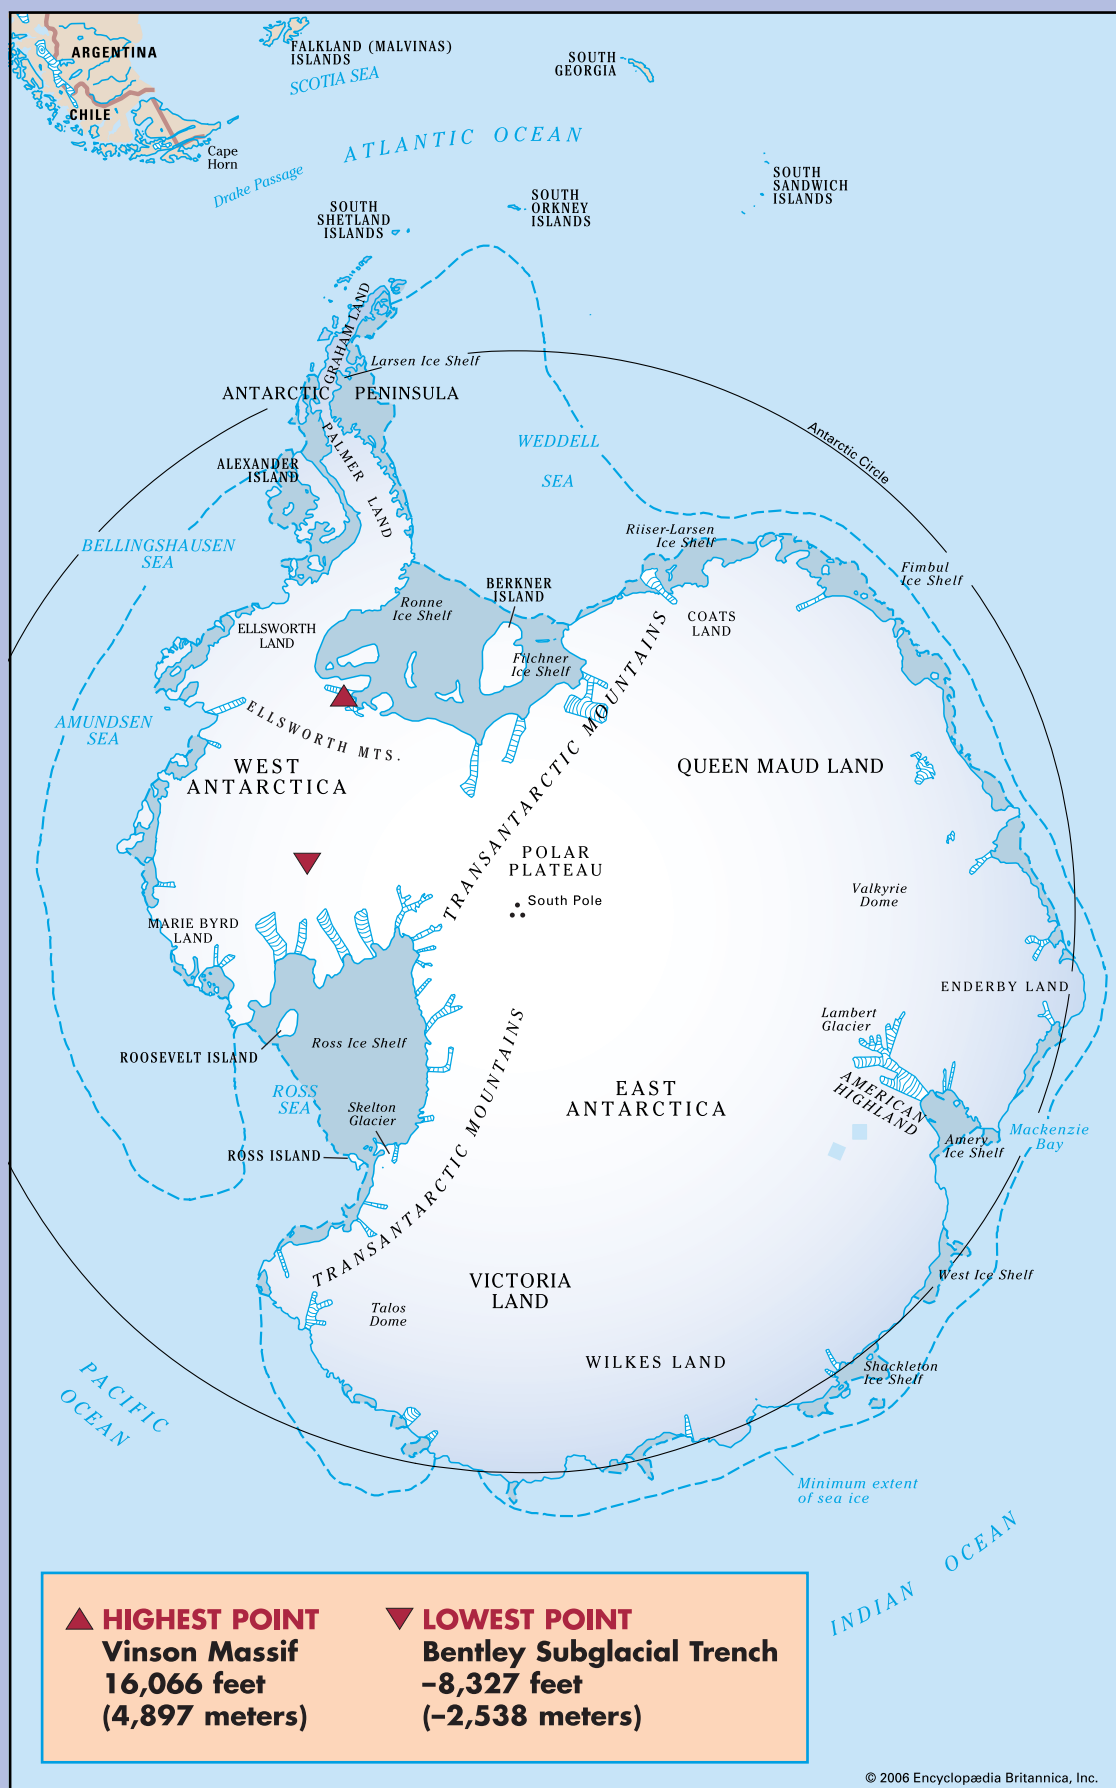 ARGENTINA
CHILE
Cape
Horn
FALKLAND (MALVINAS)
ISLANDS
SCOTIA SEA
SOUTH
GEORGIA
ATLANTIC OCEAN
Drake Passage
SOUTH
SHETLAND
ISLANDS
SOUTH
ORKNEY
ISLANDS
SOUTH
SANDWICH
ISLANDS
GRAHAM LAND
Larsen Ice Shelf
ANTARCTIC PENINSULA
PALMER LAND
WEDDELL
SEA
Antarctic Circle
ALEXANDER
ISLAND
BELLINGSHAUSEN
SEA
Riiser-Larsen
Ice Shelf
Fimbul
Ice Shelf
BERKNER
ISLAND
Ronne
Ice Shelf
Filchner
Ice Shelf
COATS
LAND
ELLSWORTH
LAND
AMUNDSEN
SEA
ELLSWORTH MTS.
TRANSANTARCTIC MOUNTAINS
WEST
ANTARCTICA
QUEEN MAUD LAND
POLAR
PLATEAU
South Pole
Valkyrie
Dome
MARIE BYRD
LAND
ENDERBY LAND
Lambert
Glacier
AMERICAN
HIGHLAND
ROOSEVELT ISLAND
Ross Ice Shelf
ROSS
SEA
Skelton
Glacier
ROSS ISLAND
TRANSANTARCTIC MOUNTAINS
EAST
ANTARCTICA
Amery
Ice Shelf
Mackenzie
Bay
West Ice Shelf
VICTORIA
LAND
Talos
Dome
WILKES LAND
Shackleton
Ice Shelf
PACIFIC
OCEAN
Minimum extent
of sea ice
INDIAN OCEAN
HIGHEST POINT
Vinson Massif
16,066 feet
(4,897 meters)
LOWEST POINT
Bentley Subglacial Trench
–8,327 feet
(–2,538 meters)
© 2006 Encyclopædia Britannica, Inc.